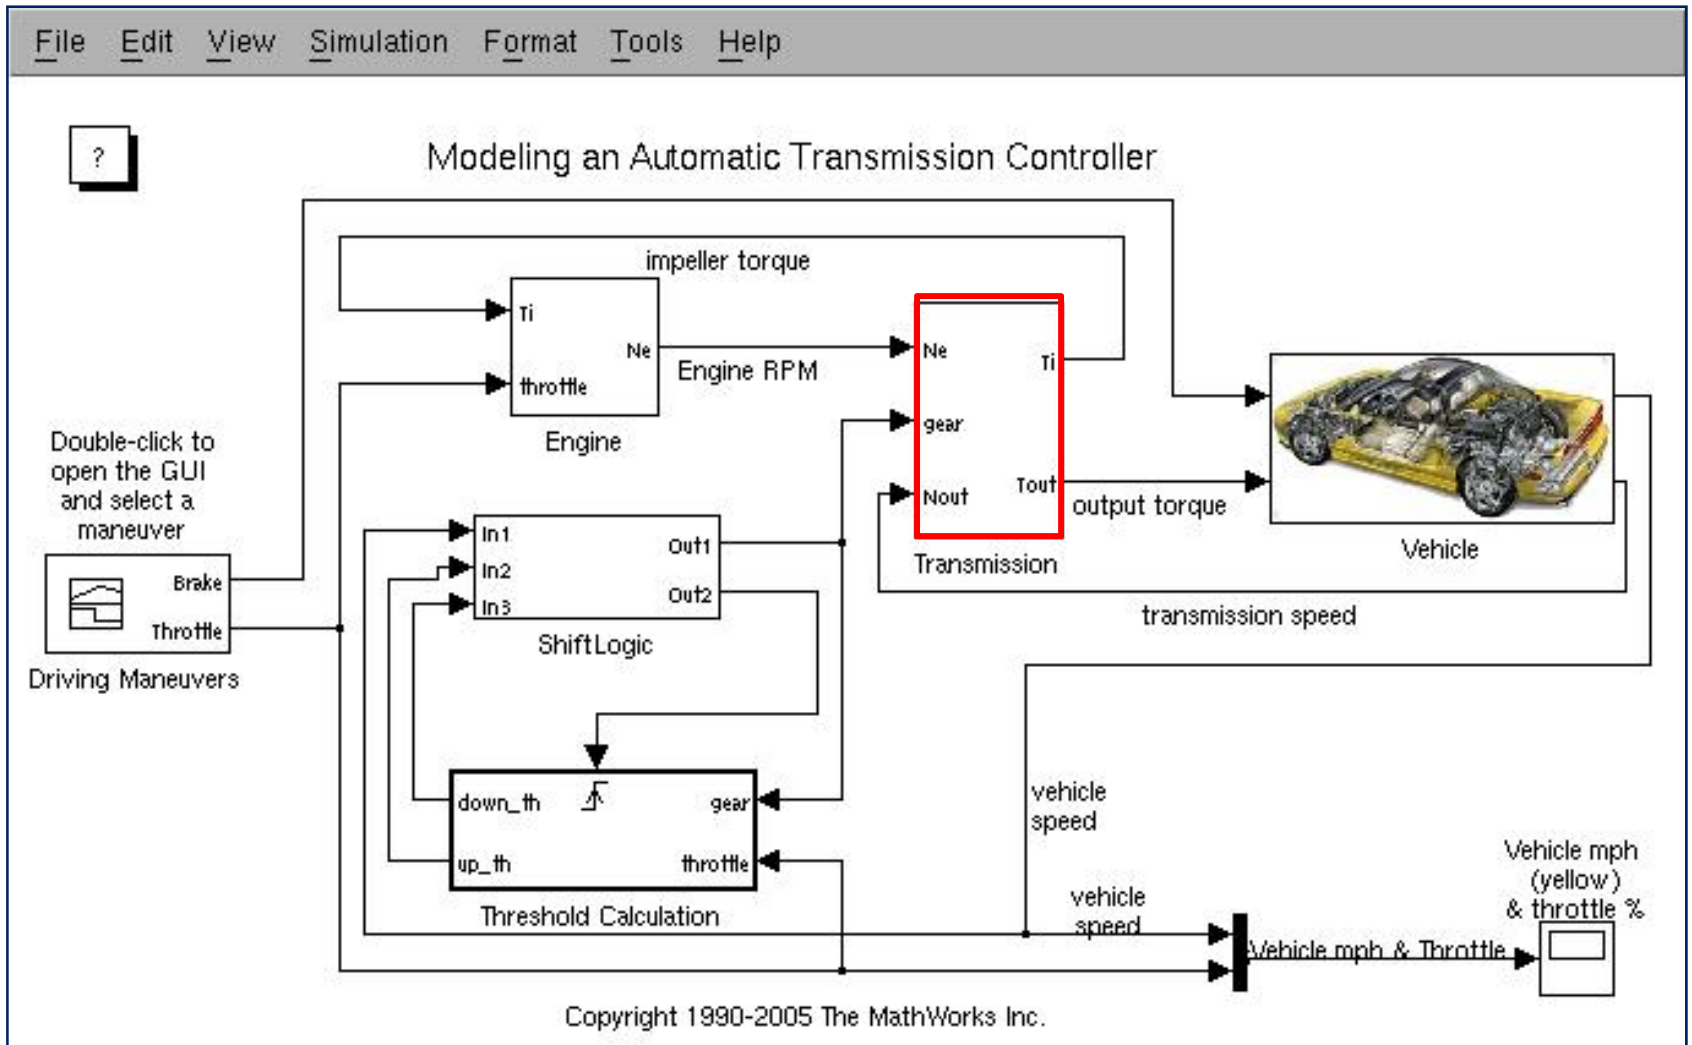 File Edit View Simulation Format Tools Help
?
Modeling an Automatic Transmission Controller
impeller torque
Ti
Ne
throttle
Engine RPM
Engine
Ne
Ti
gear
Nout
Tout
output torque
Transmission
Vehicle
transmission speed
Double-click to
open the GUI
and select a
maneuver
Brake
Throttle
Driving Maneuvers
In1
In2
In3
Out1
Out2
ShiftLogic
down_th
gear
up_th
throttle
Threshold Calculation
vehicle
speed
vehicle
speed
Vehicle mph
(yellow)
& throttle %
Vehicle mph & Throttle
Copyright 1990-2005 The MathWorks Inc.